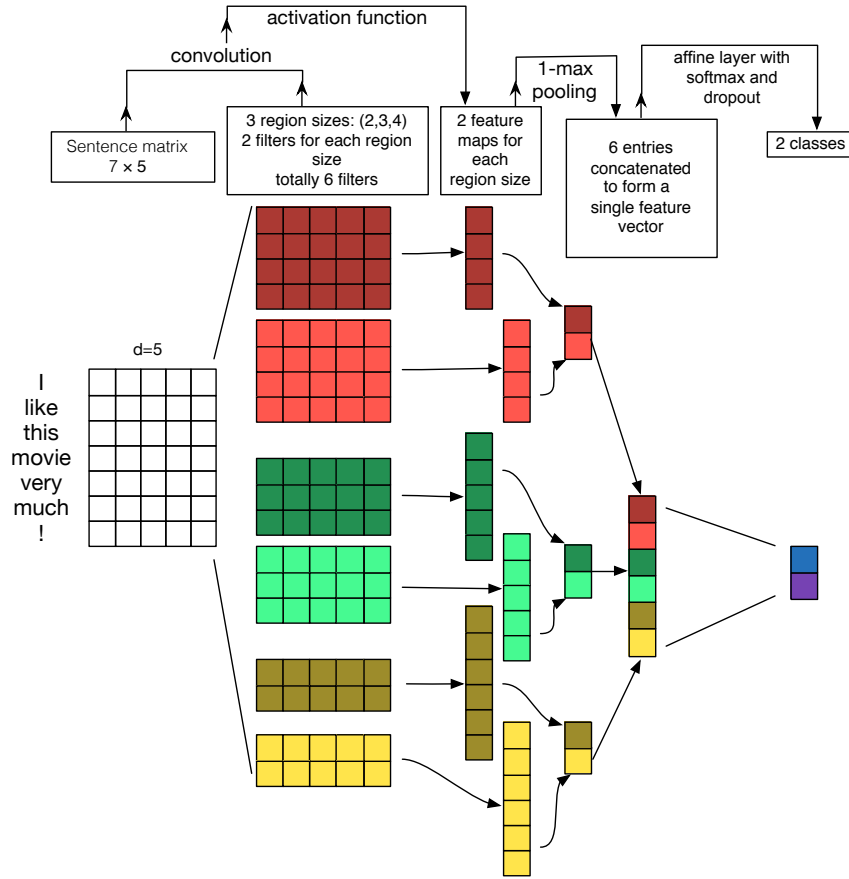 activation function
convolution
1-max
pooling
affine layer with
softmax and
dropout
Sentence matrix
7 × 5
3 region sizes: (2,3,4)
2 filters for each region
size
totally 6 filters
2 feature
maps for
each
region size
6 entries
concatenated
to form a
single feature
vector
2 classes
d=5
I
like
this
movie
very
much
!